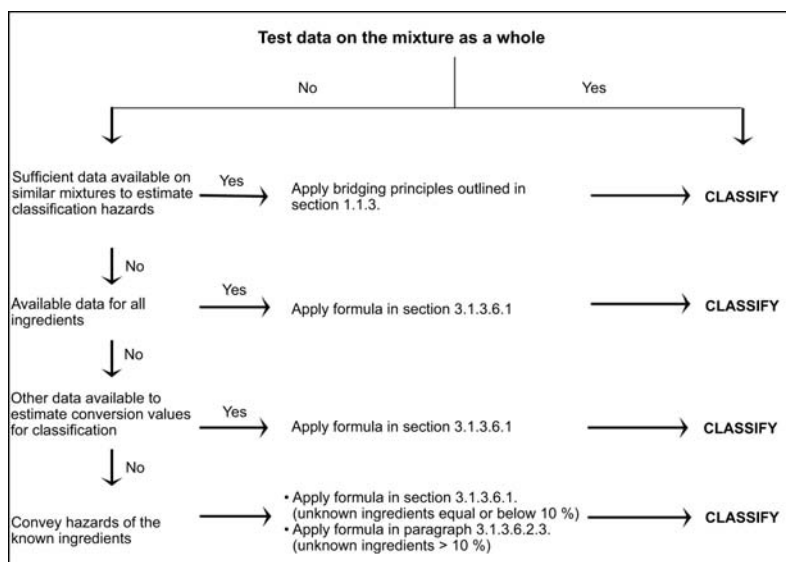 Test data on the mixture as a whole
No
Yes
Sufficient data available on
similar mixtures to estimate
classification hazards
Yes
Apply bridging principles outlined in
section 1.1.3.
CLASSIFY
No
Available data for all
ingredients
Yes
Apply formula in section 3.1.3.6.1
CLASSIFY
No
Other data available to
estimate conversion values
for classification
Yes
Apply formula in section 3.1.3.6.1
CLASSIFY
No
Convey hazards of the
known ingredients
• Apply formula in section 3.1.3.6.1.
(unknown ingredients equal or below 10 %)
• Apply formula in paragraph 3.1.3.6.2.3.
(unknown ingredients > 10 %)
CLASSIFY